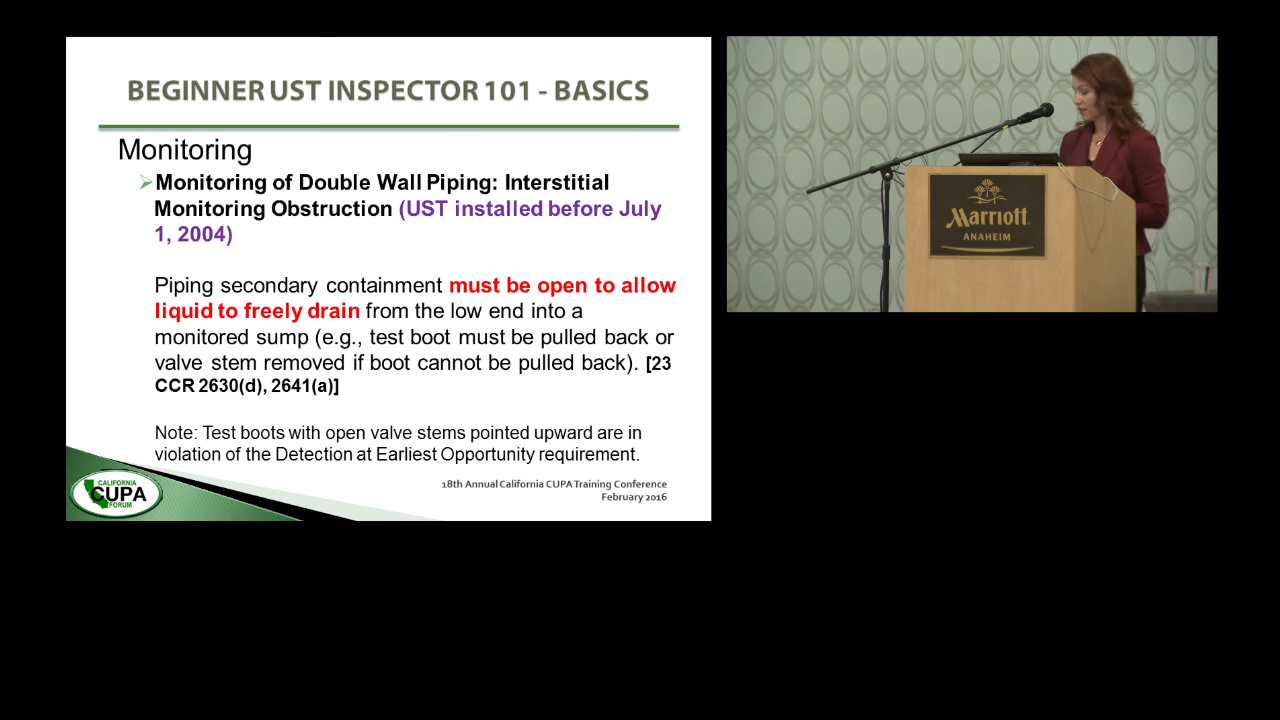 BEGINNER UST INSPECTOR 101 - BASICS
Monitoring
Monitoring of Double Wall Piping: Interstitial
Monitoring Obstruction (UST installed before July
1, 2004)
Piping secondary containment must be open to allow
liquid to freely drain from the low end into a
monitored sump (e.g., test boot must be pulled back or
valve stem removed if boot cannot be pulled back). [23
CCR 2630(d), 2641(a)]
Note: Test boots with open valve stems pointed upward are in
violation of the Detection at Earliest Opportunity requirement.
18th Annual California CUPA Training Conference
February 2016
CALIFORNIA
CUPA
FORUM
Marriott
ANAHEIM